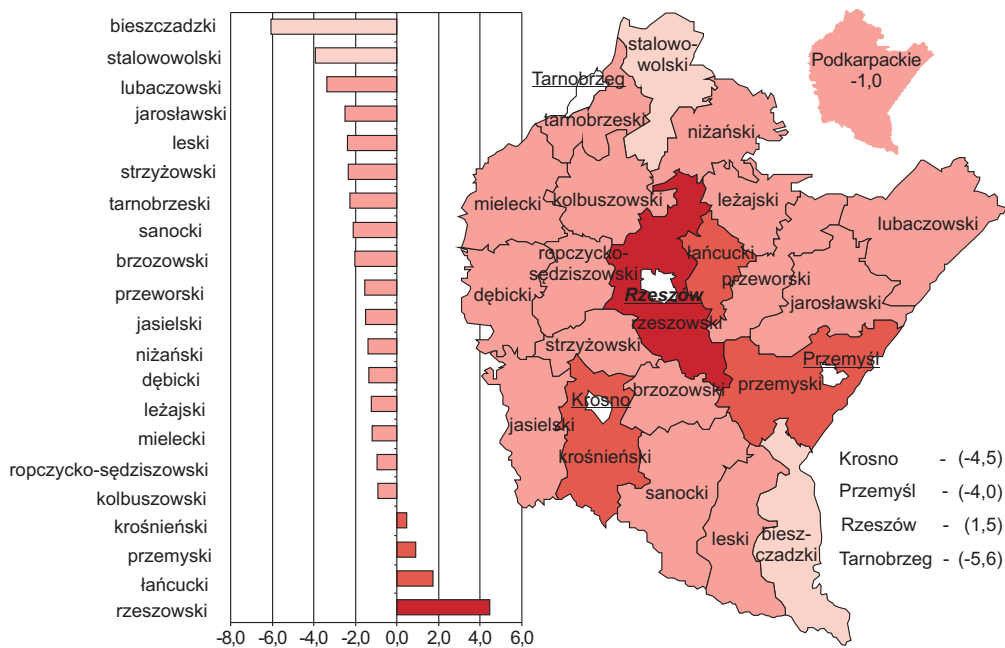 bieszczadzki
stalowowolski
lubaczowski
jarosławski
leski
strzyżowski
tarnobrzeski
sanocki
brzozowski
przeworski
jasielski
niżański
dębicki
leżajski
mielecki
ropczycko-sędziszowski
kolbuszowski
krośnieński
przemyski
łańcucki
rzeszowski
-8,0 -6,0 -4,0 -2,0 0,0 2,0 4,0 6,0
stalowo-
wolski
Tarnobrzeg
tarnobrzeski
niżański
mielecki
kolbuszowski
leżajski
lubaczowski
ropczycko-
sędziszowski
łańcucki
przeworski
dębicki
Rzeszów
jarosławski
rzeszowski
strzyżowski
Przemyśl
przemyski
brzozowski
Krosno
jasielski
krośnieński
sanocki
leski
biesz-
czadzki
Podkarpackie
-1,0
Krosno - (-4,5)
Przemyśl - (-4,0)
Rzeszów - (1,5)
Tarnobrzeg - (-5,6)